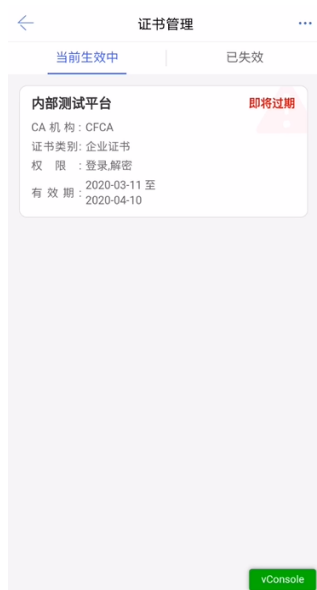 证书管理
当前生效中 已失效
内部测试平台 即将过期
CA 机 构 : CFCA
证书类别: 企业证书
权 限 : 登录,解密
有 效 期 : 2020-03-11 至
2020-04-10
vConsole